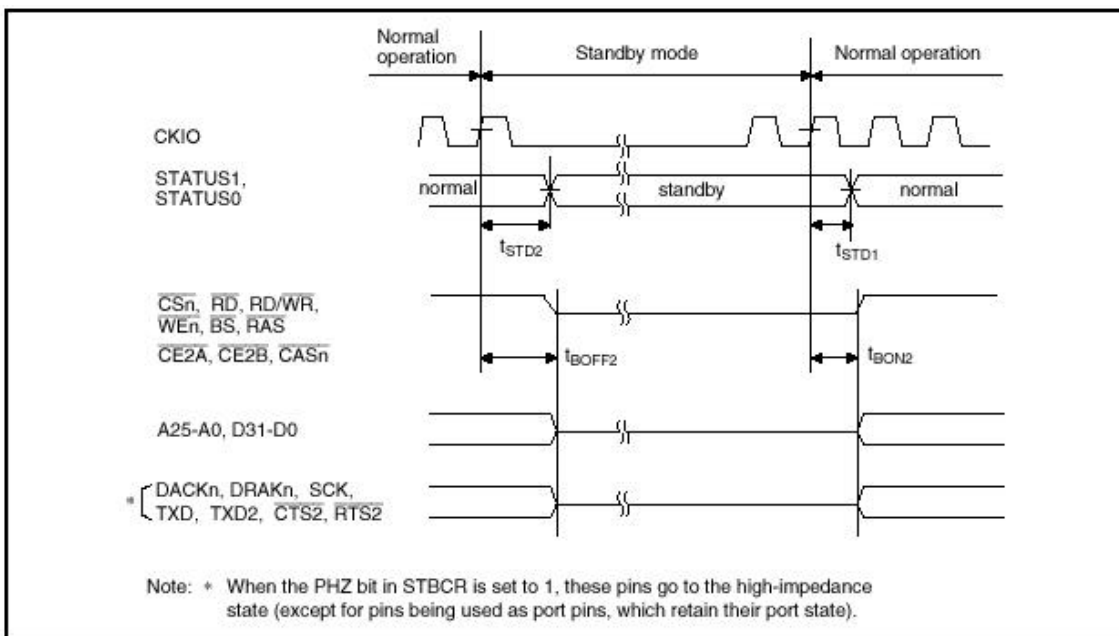 Normal operation Standby mode Normal operation
CKIO
STATUS1,
STATUS0
normal standby normal
tSTD2 tSTD1
CSn, RD, RD/WR,
WEn, BS, RAS
CE2A, CE2B, CASn
tBOFF2 tBON2
A25-A0, D31-D0
* DACKn, DRAKn, SCK,
TXD, TXD2, CTS2, RTS2
Note: * When the PHZ bit in STBCR is set to 1, these pins go to the high-impedance
state (except for pins being used as port pins, which retain their port state).